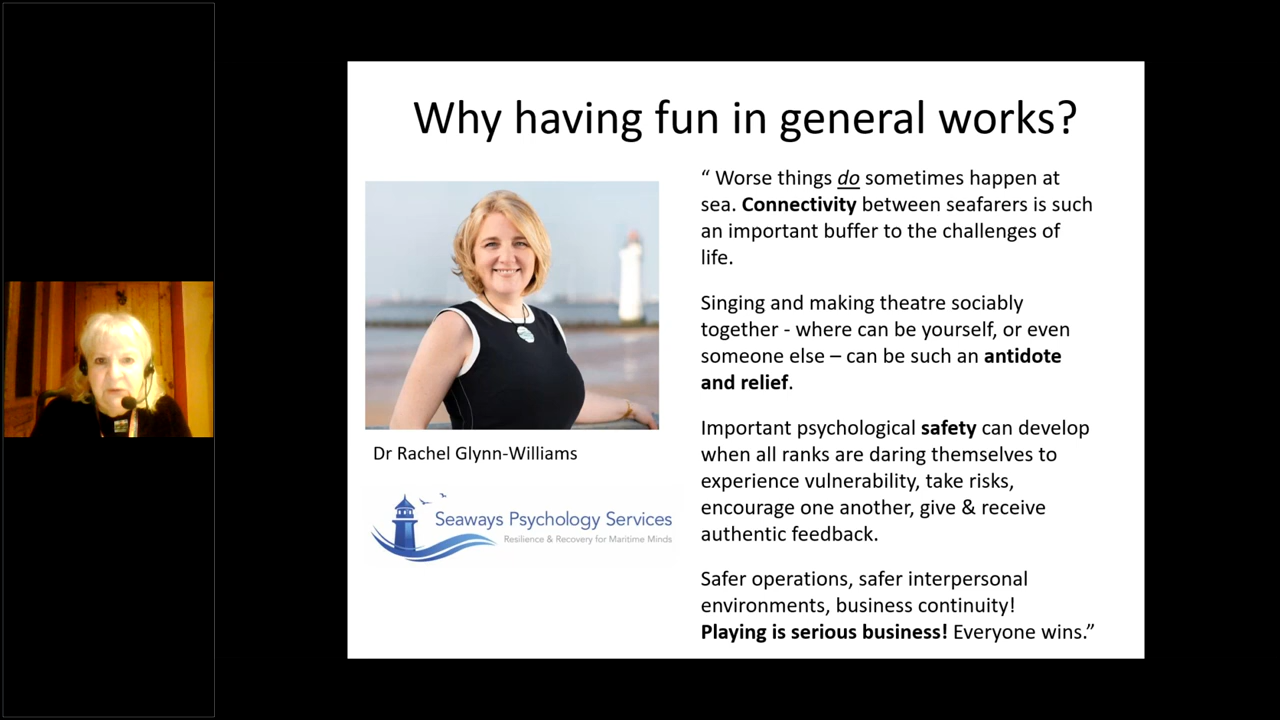 Why having fun in general works?
“ Worse things do sometimes happen at
sea. Connectivity between seafarers is such
an important buffer to the challenges of
life.
Singing and making theatre sociably
together - where can be yourself, or even
someone else – can be such an antidote
and relief.
Important psychological safety can develop
when all ranks are daring themselves to
experience vulnerability, take risks,
encourage one another, give & receive
authentic feedback.
Safer operations, safer interpersonal
environments, business continuity!
Playing is serious business! Everyone wins.”
Dr Rachel Glynn-Williams
Seaways Psychology Services
Resilience & Recovery for Maritime Minds